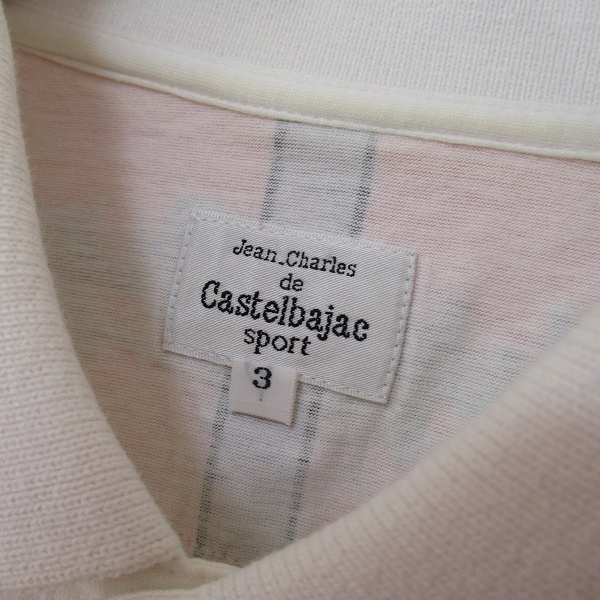 Jean-Charles
de
Castelbajac
sport
3